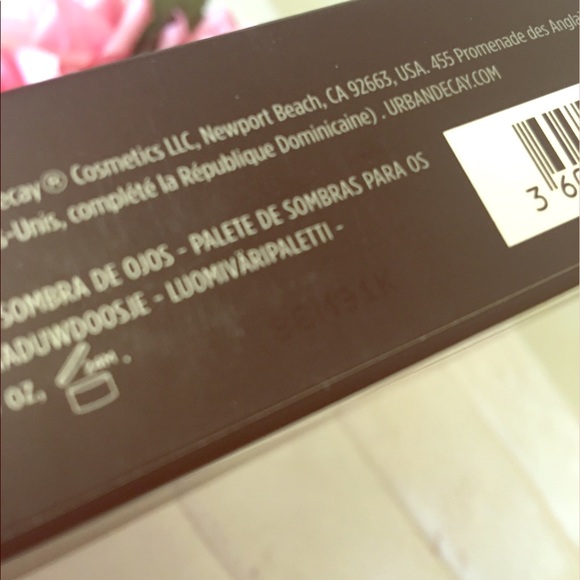 ecay® Cosmetics LLC, Newport Beach, CA 92663, USA. 455 Promenade des Angla
s-Unis, complété la République Dominicaine). URBANDECAY.COM
SOMBRA DE OJOS - PALETE DE SOMBRAS PARA OS
ADUWDOOSJE - LUOMIVÄRIPALETTI -
OZ.,
3 60